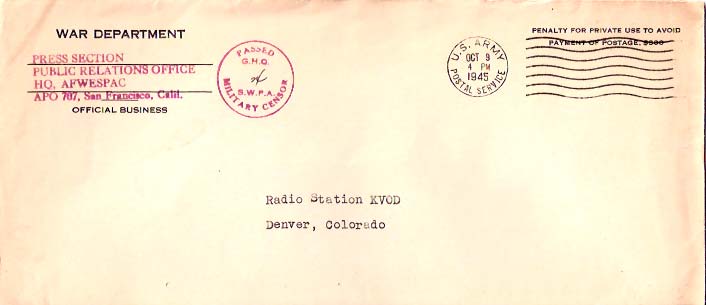 WAR DEPARTMENT
PRESS SECTION
PUBLIC RELATIONS OFFICE
HQ. AFWESPAC
APO 707, San Francisco, Calif.
OFFICIAL BUSINESS
PASSED
G.H.Q.
S.W.P.A.
MILITARY CENSOR
U.S. ARMY
OCT 9
4 PM
1945
POSTAL SERVICE
PENALTY FOR PRIVATE USE TO AVOID
PAYMENT OF POSTAGE, $300
Radio Station KVOD
Denver, Colorado